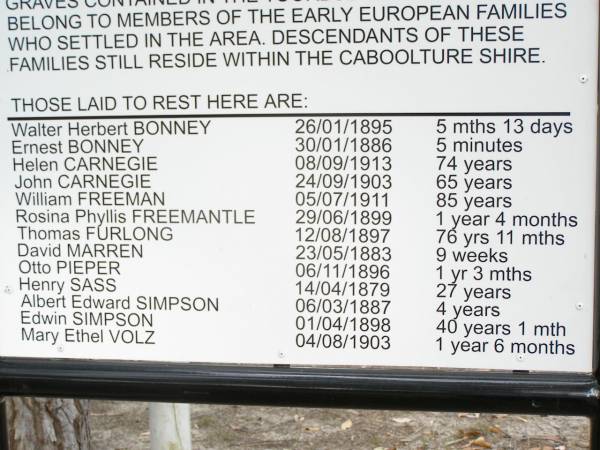 GRAVES CONTAINED IN THE
BELONG TO MEMBERS OF THE EARLY EUROPEAN FAMILIES
WHO SETTLED IN THE AREA. DESCENDANTS OF THESE
FAMILIES STILL RESIDE WITHIN THE CABOOLTURE SHIRE.
THOSE LAID TO REST HERE ARE:
Walter Herbert BONNEY 26/01/1895 5 mths 13 days
Ernest BONNEY 30/01/1886 5 minutes
Helen CARNEGIE 08/09/1913 74 years
John CARNEGIE 24/09/1903 65 years
William FREEMAN 05/07/1911 85 years
Rosina Phyllis FREEMANTLE 29/06/1899 1 year 4 months
Thomas FURLONG 12/08/1897 76 yrs 11 mths
David MARREN 23/05/1883 9 weeks
Otto PIEPER 06/11/1896 1 yr 3 mths
Henry SASS 14/04/1879 27 years
Albert Edward SIMPSON 06/03/1887 4 years
Edwin SIMPSON 01/04/1898 40 years 1 mth
Mary Ethel VOLZ 04/08/1903 1 year 6 months